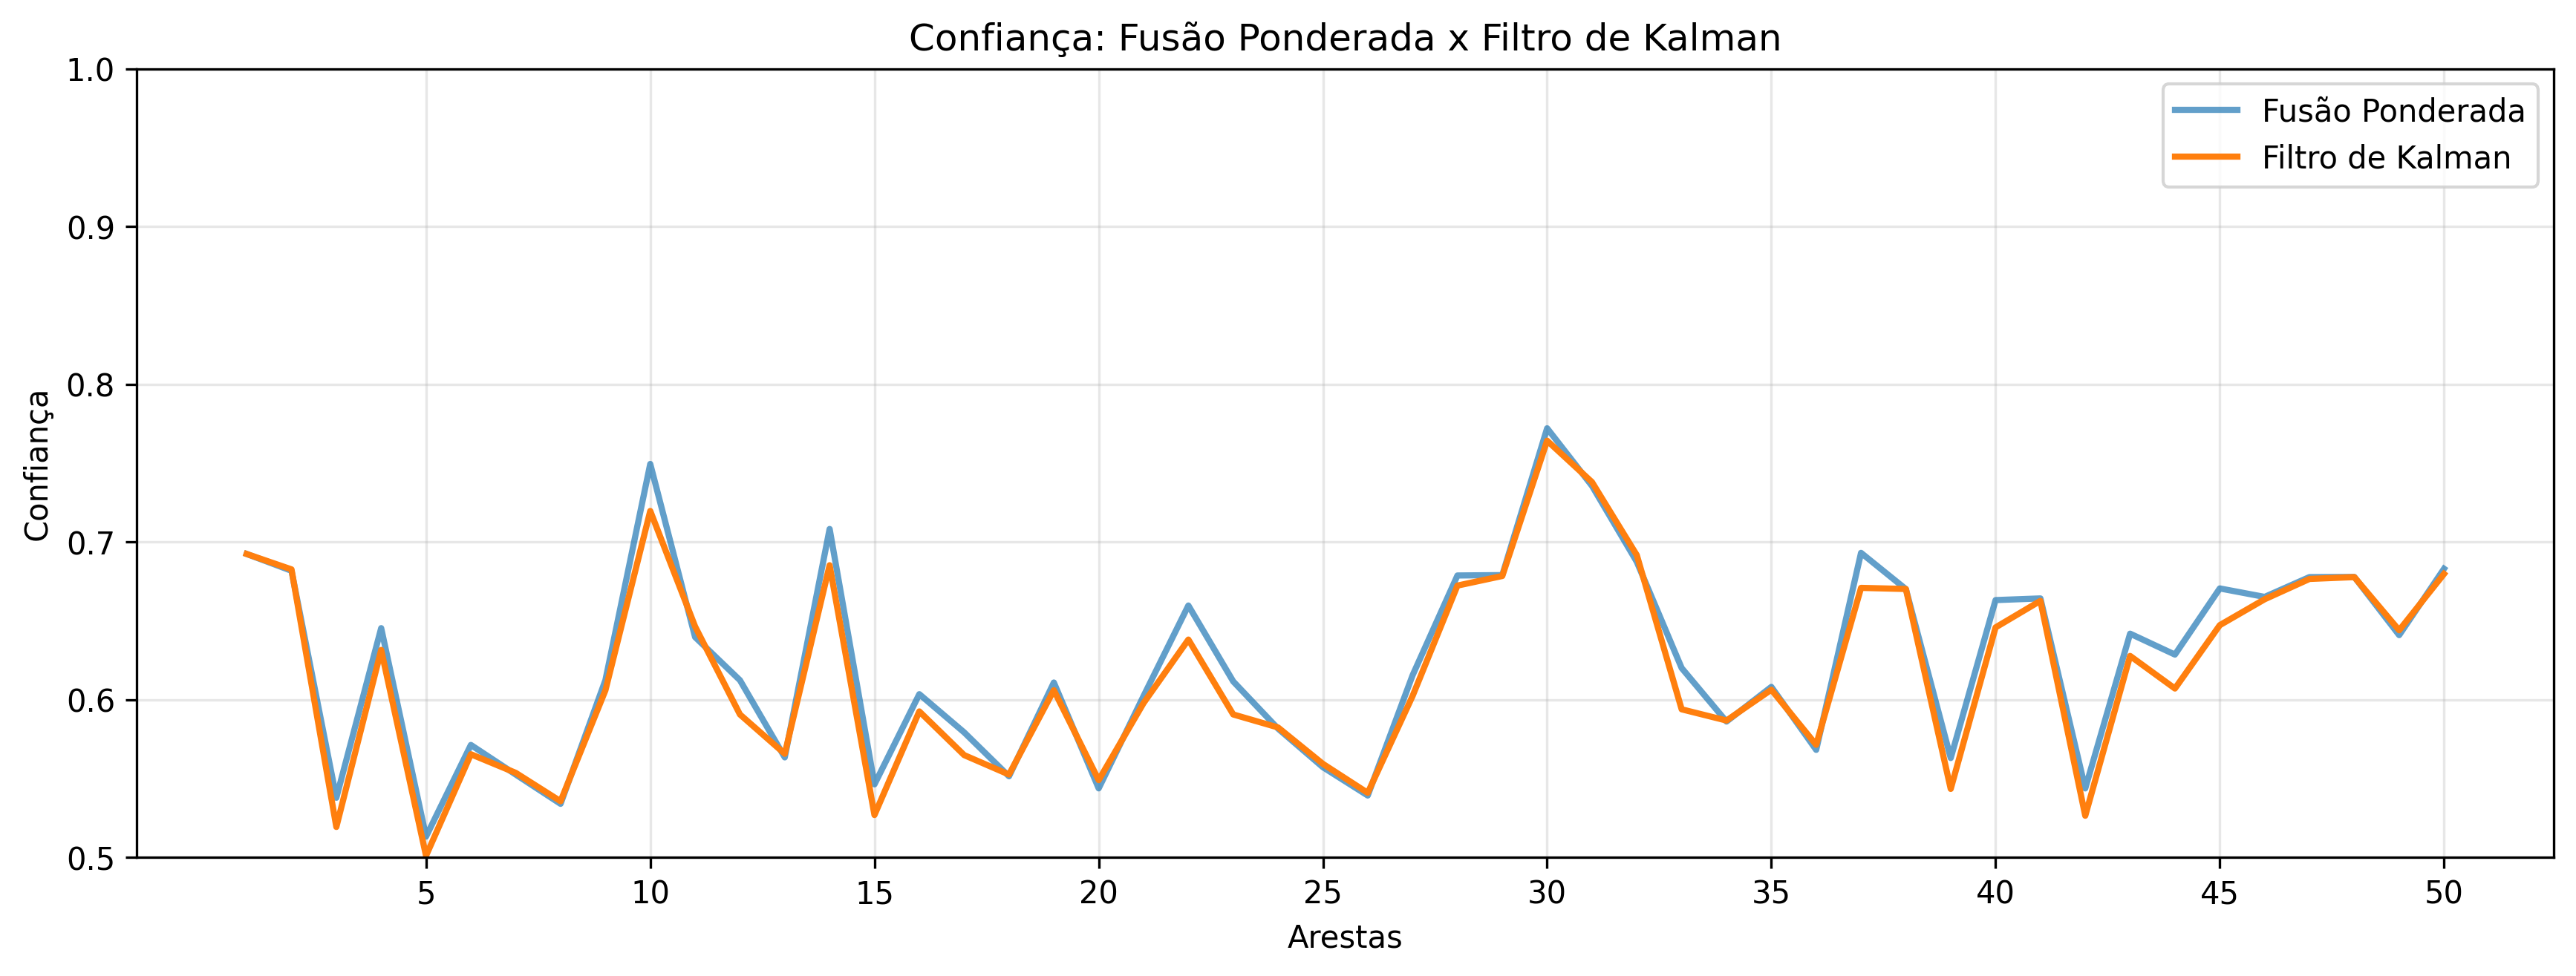 Confiança: Fusão Ponderada x Filtro de Kalman
Fusão Ponderada
Filtro de Kalman
Confiança
1.0
0.9
0.8
0.7
0.6
0.5
5 10 15 20 25 30 35 40 45 50
Arestas